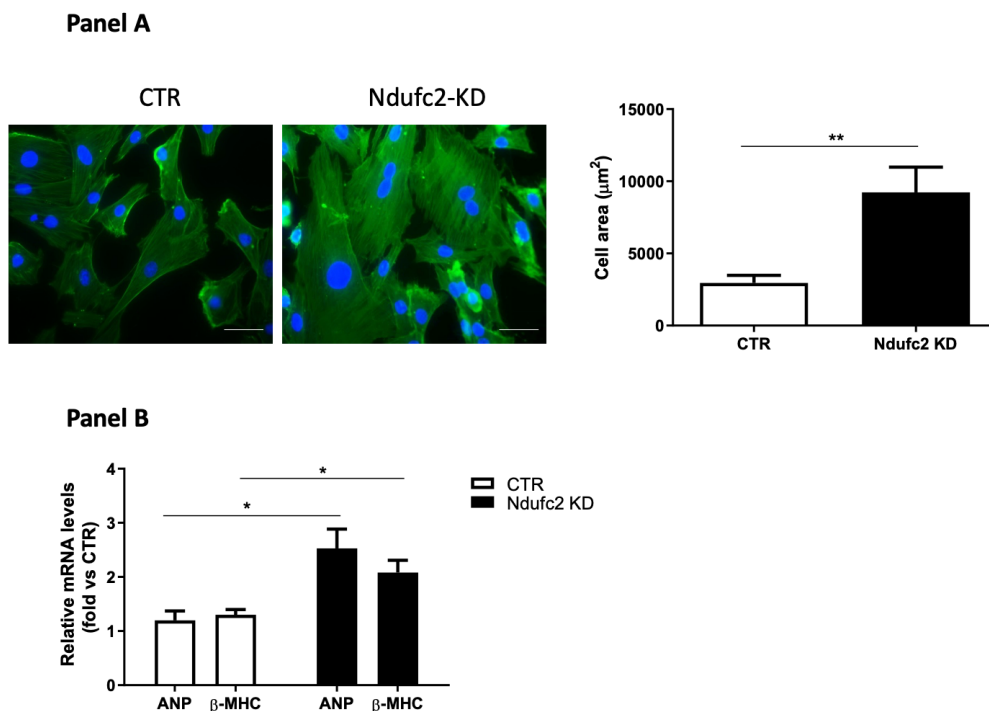 Panel A
CTR
Ndufc2-KD
15000
10000
5000
0
Cell area (μm²)
**
CTR
Ndufc2 KD
Panel B
4
3
2
1
0
Relative mRNA levels
(fold vs CTR)
*
*
ANP
β-MHC
ANP
β-MHC
CTR
Ndufc2 KD